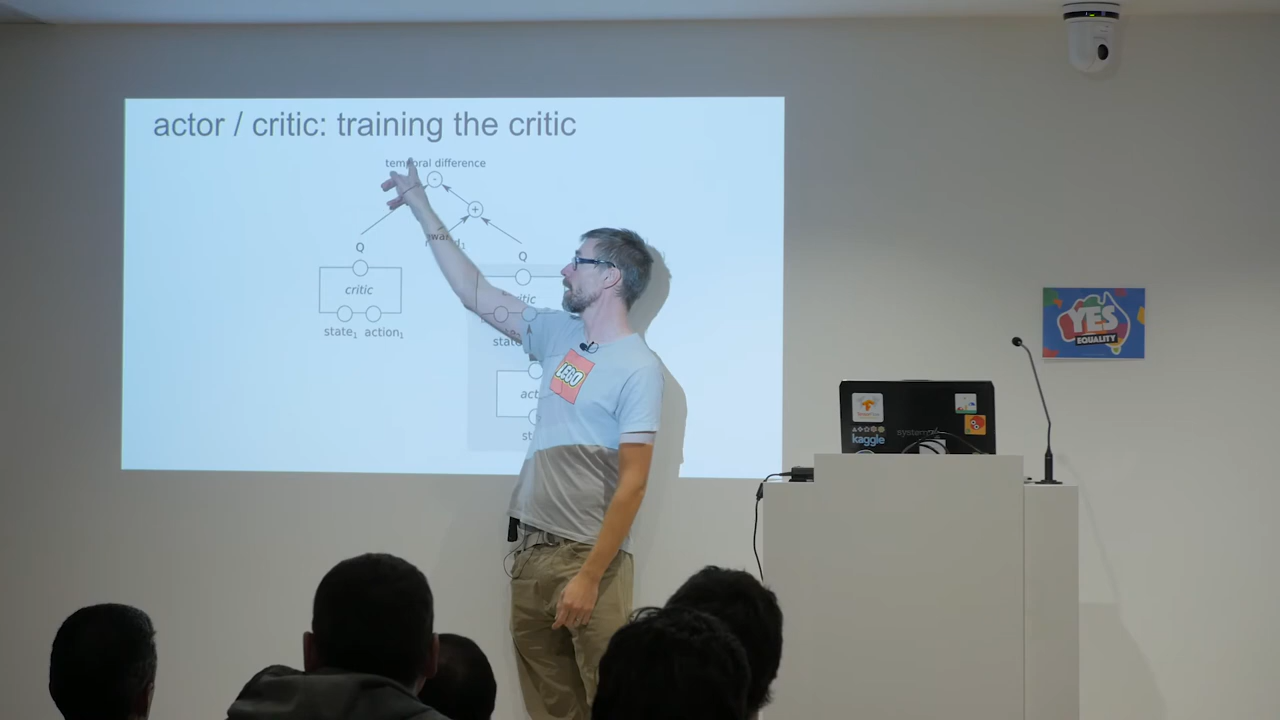 actor / critic: training the critic
temporal difference
-
+
Q
Q
critic
state₁ action₁
LEGO
YES
EQUALITY
kaggle